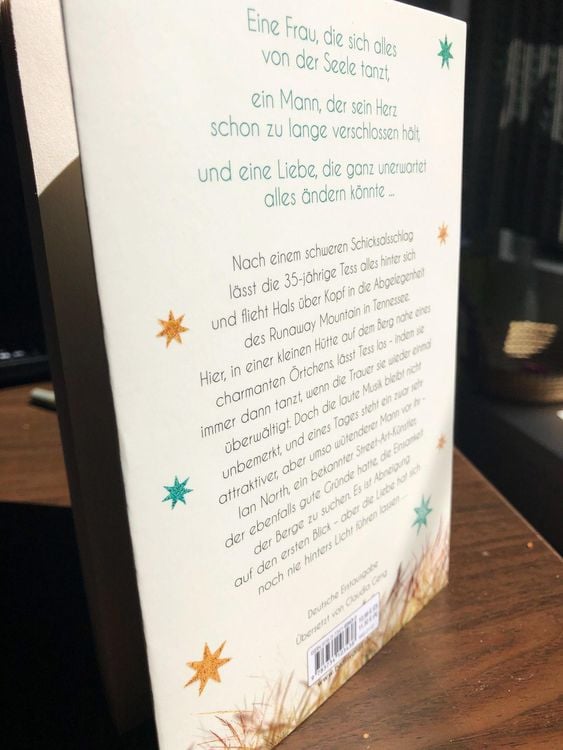 Eine Frau, die sich alles
von der Seele tanzt,
ein Mann, der sein Herz
schon zu lange verschlossen hält,
und eine Liebe, die ganz unerwartet
alles ändern könnte ...
Nach einem schweren Schicksalsschlag
lässt die 35-jährige Tess alles hinter sich
und flieht Hals über Kopf in die Abgelegenheit
des Runaway Mountain in Tennessee.
Hier, in einer kleinen Hütte auf dem Berg nahe eines
charmanten Örtchens, lässt Tess los – indem sie
immer dann tanzt, wenn die Trauer sie wieder einmal
überwältigt. Doch die laute Musik bleibt nicht
unbemerkt, und eines Tages steht ein zwar sehr
attraktiver, aber umso wütenderer Mann vor ihr –
Ian North, ein bekannter Street-Art-Künstler,
der ebenfalls gute Gründe hatte, die Einsamkeit
der Berge zu suchen. Es ist Abneigung
auf den ersten Blick – aber die Liebe hat sich
noch nie hinters Licht führen lassen ...
Deutsche Erstausgabe
Übersetzt von Claudia Geng